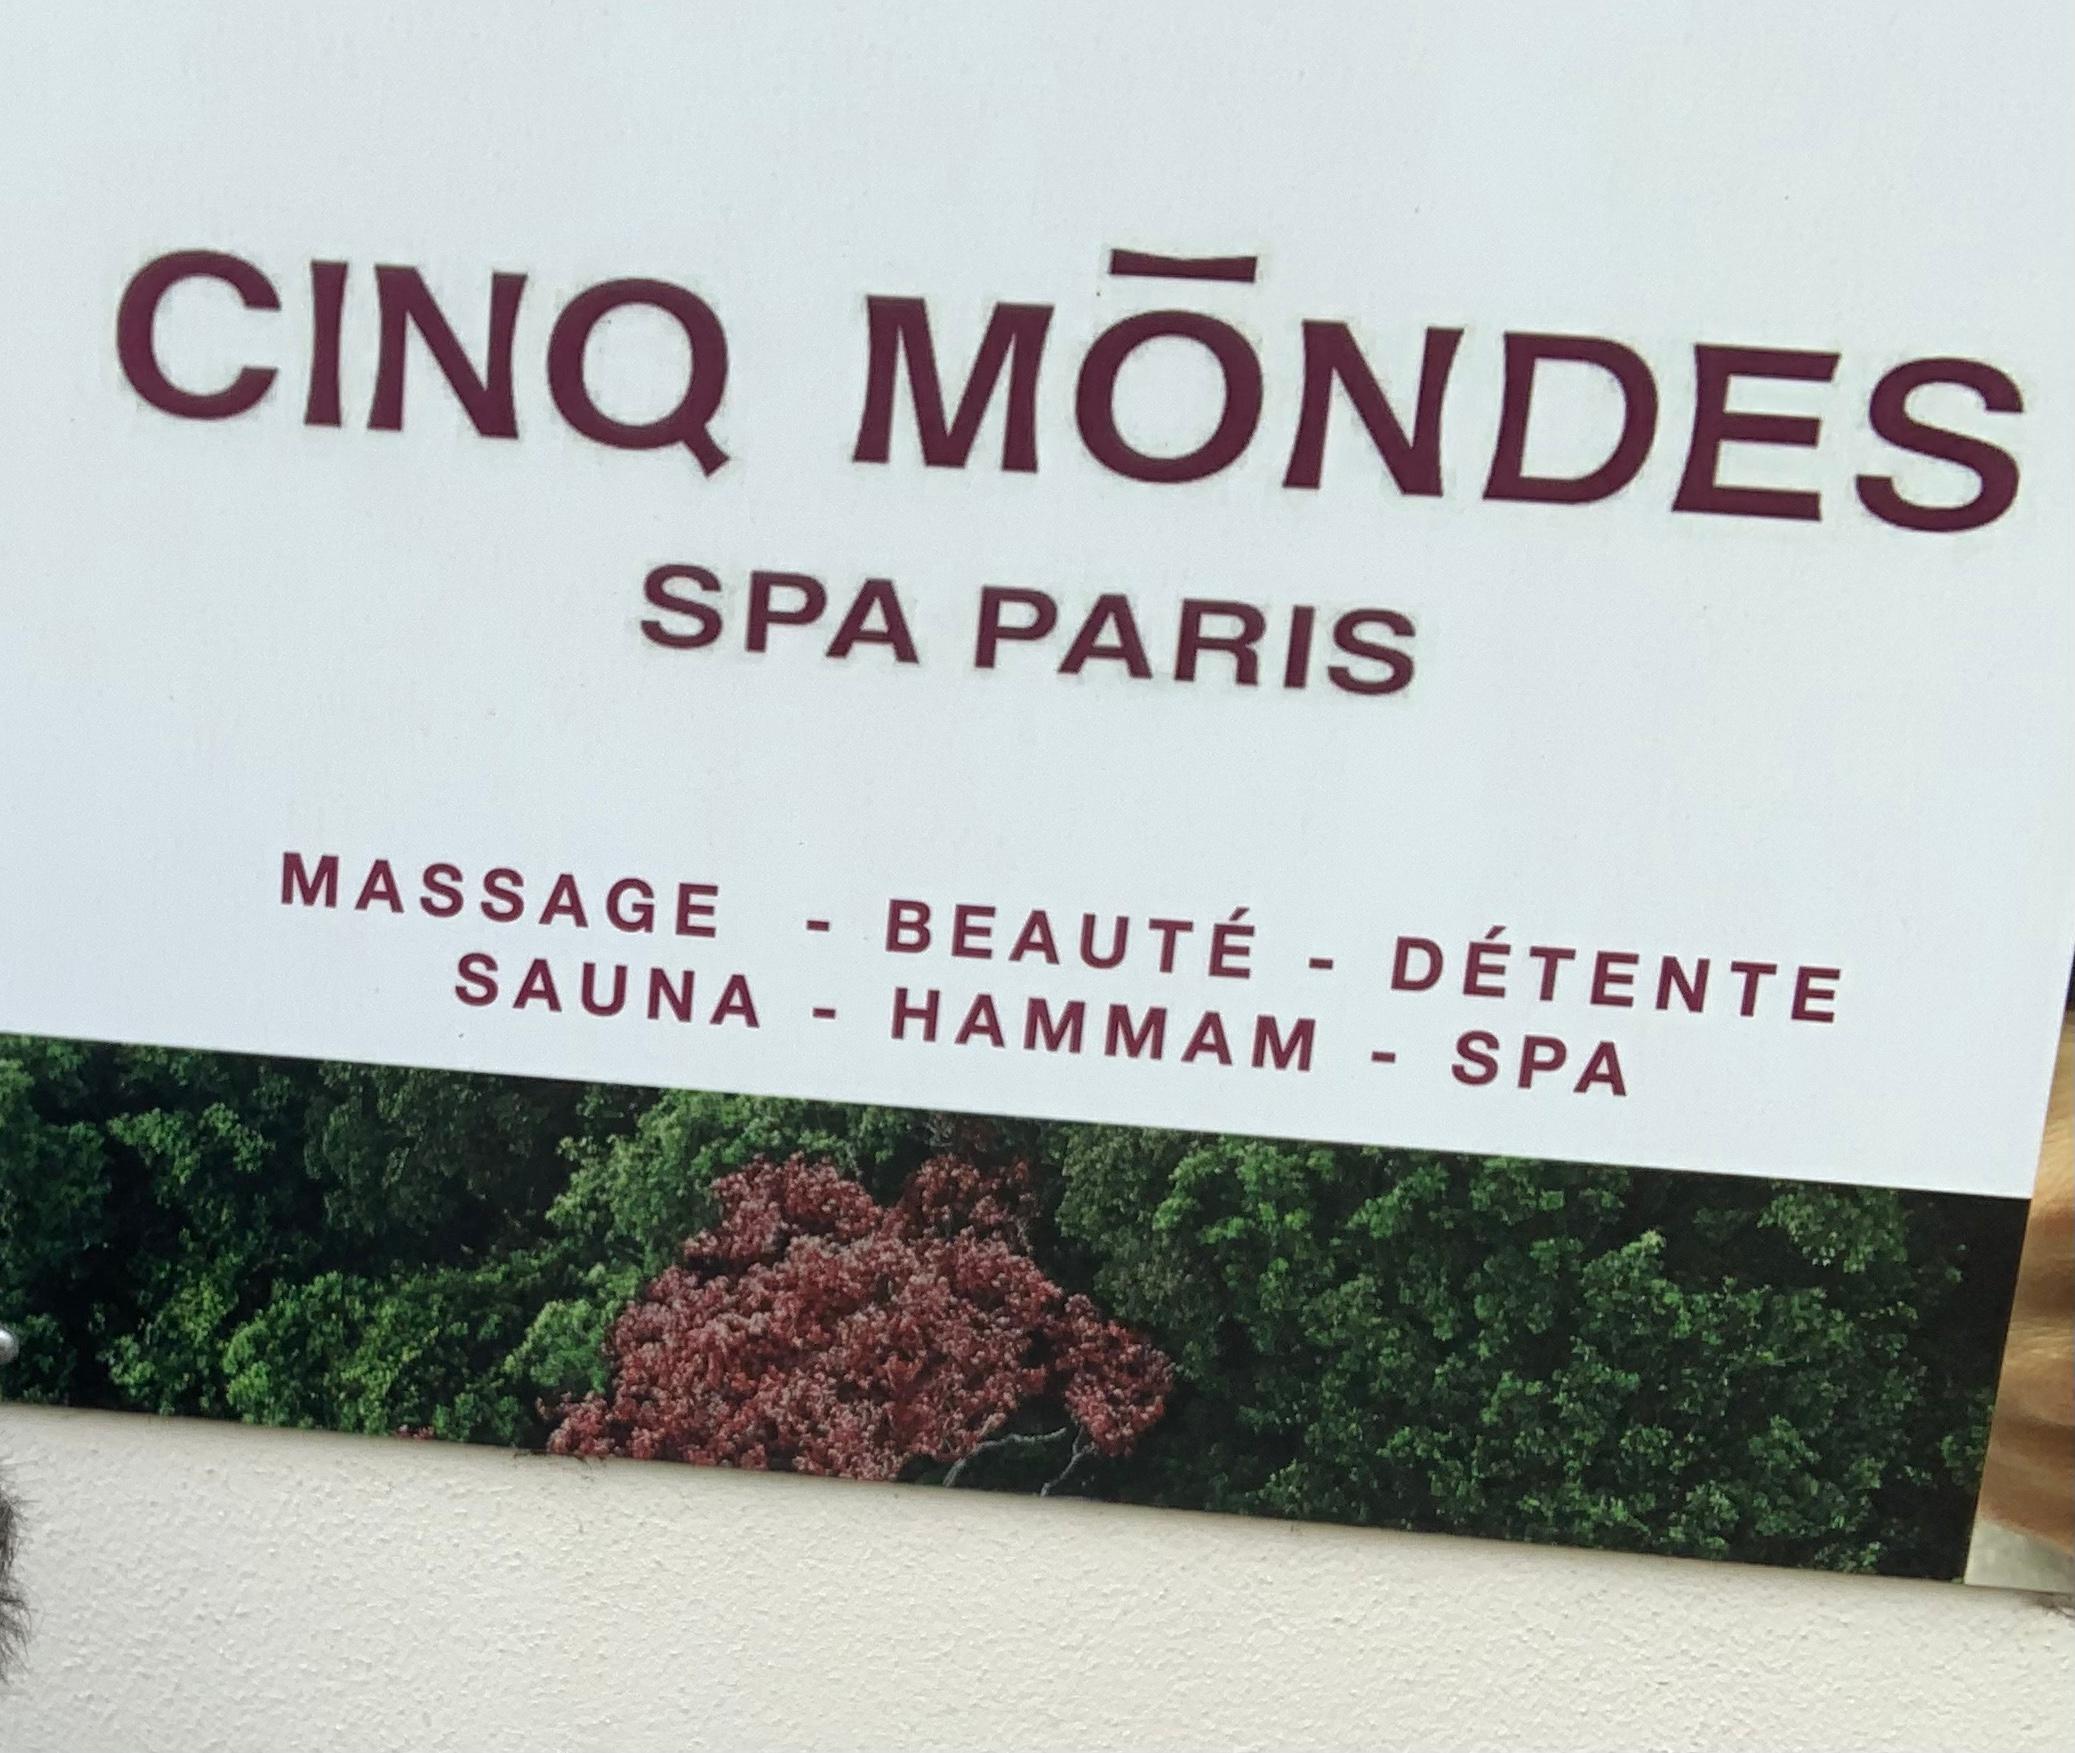 CINQ MŌNDES
SPA PARIS
MASSAGE - BEAUTÉ - DÉTENTE
SAUNA - HAMMAM - SPA